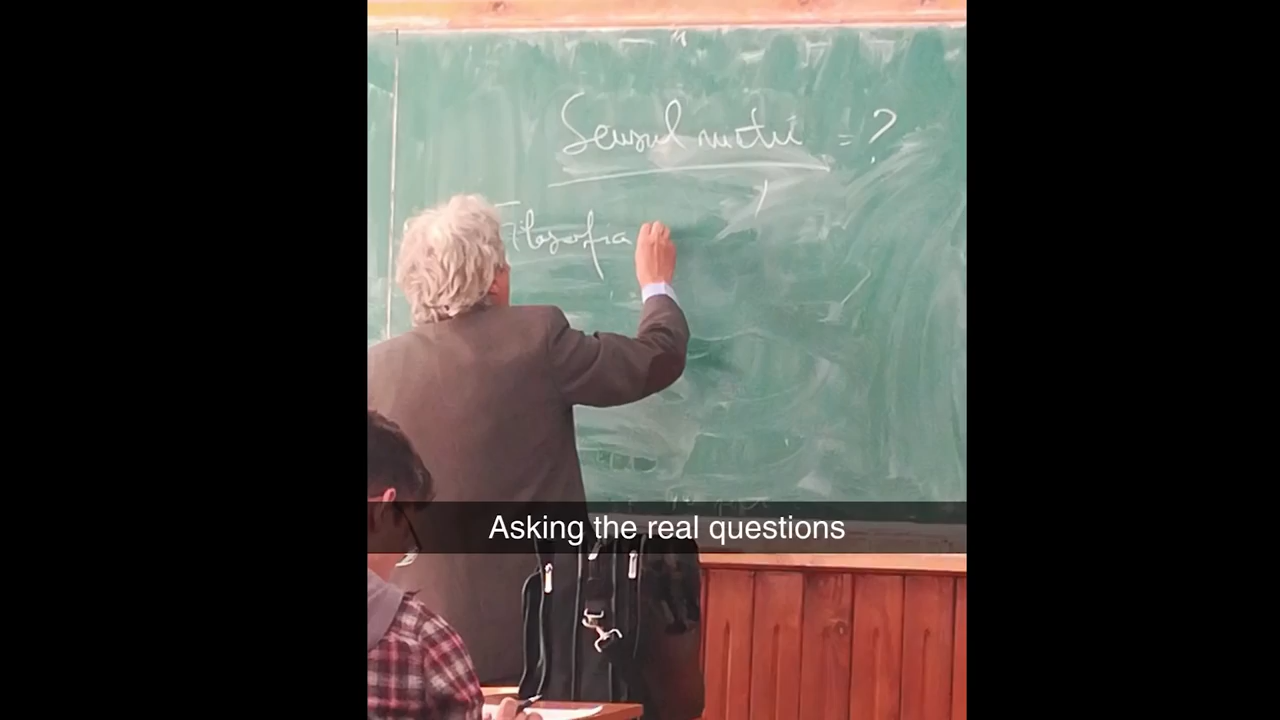 Sensul vieții = ?
Filosofia
Asking the real questions